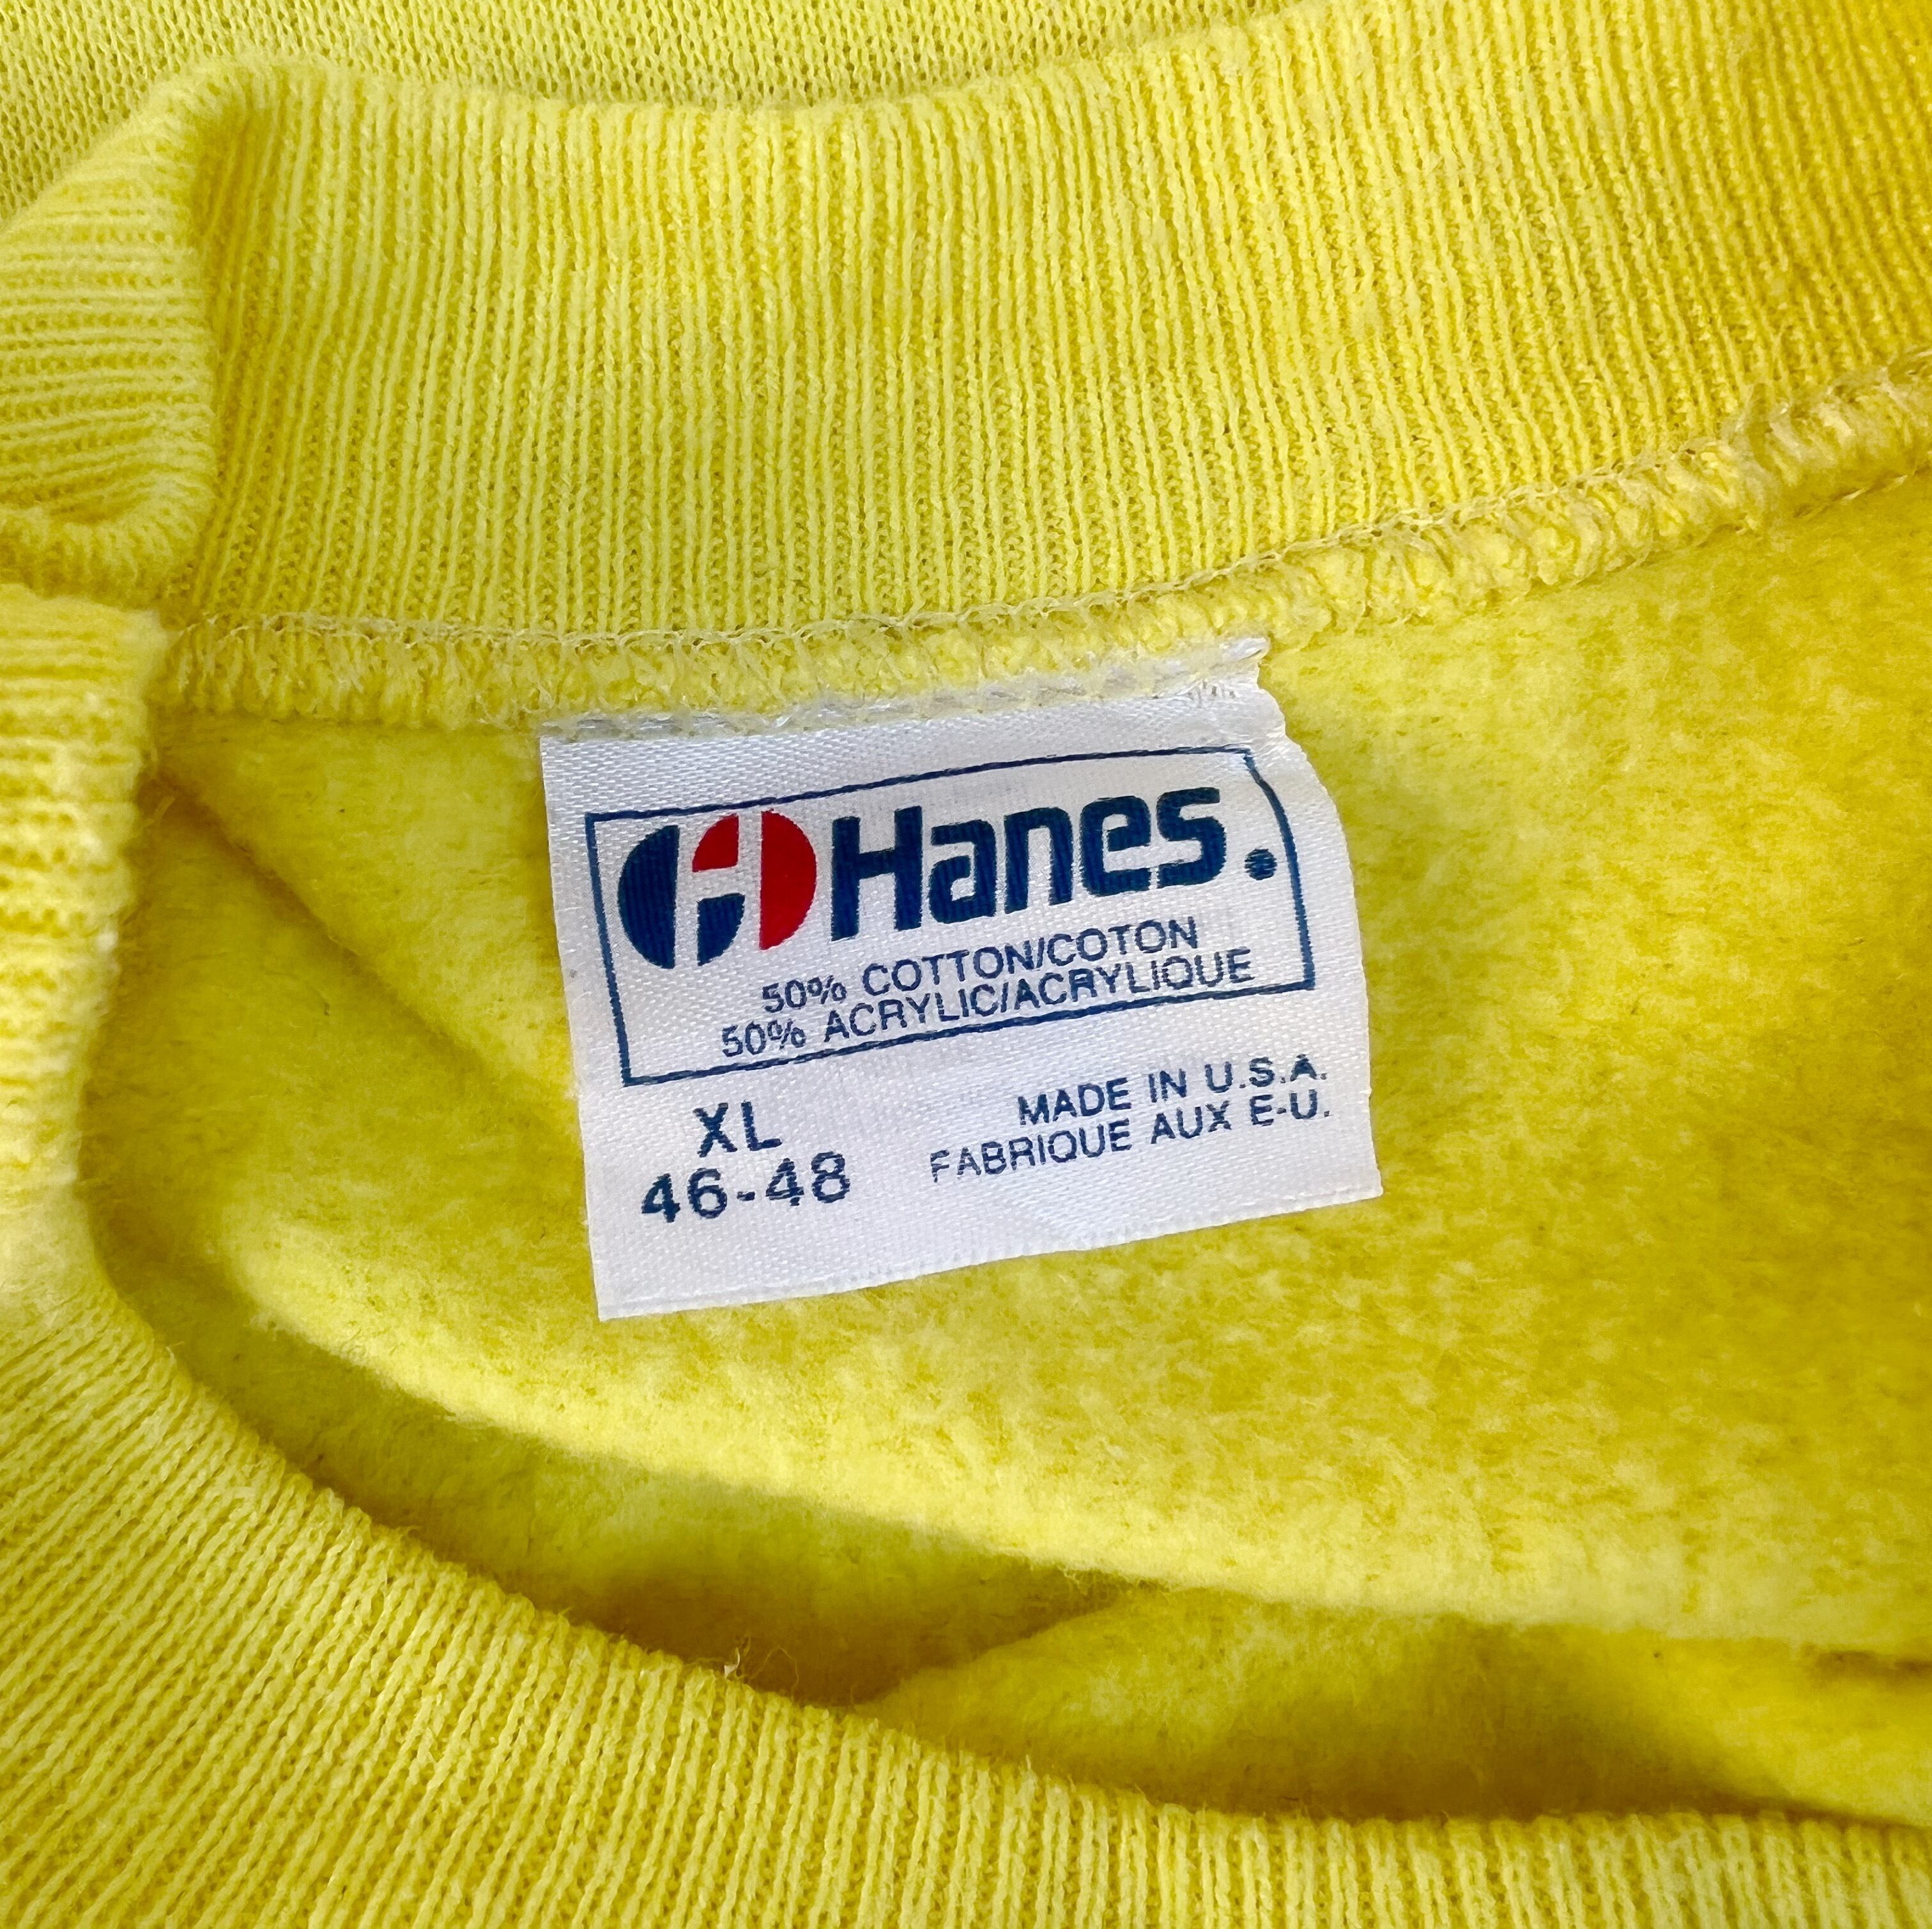 Hanes.
50% COTTON/COTON
50% ACRYLIC/ACRYLIQUE
XL
46-48
MADE IN U.S.A.
FABRIQUE AUX E-U.